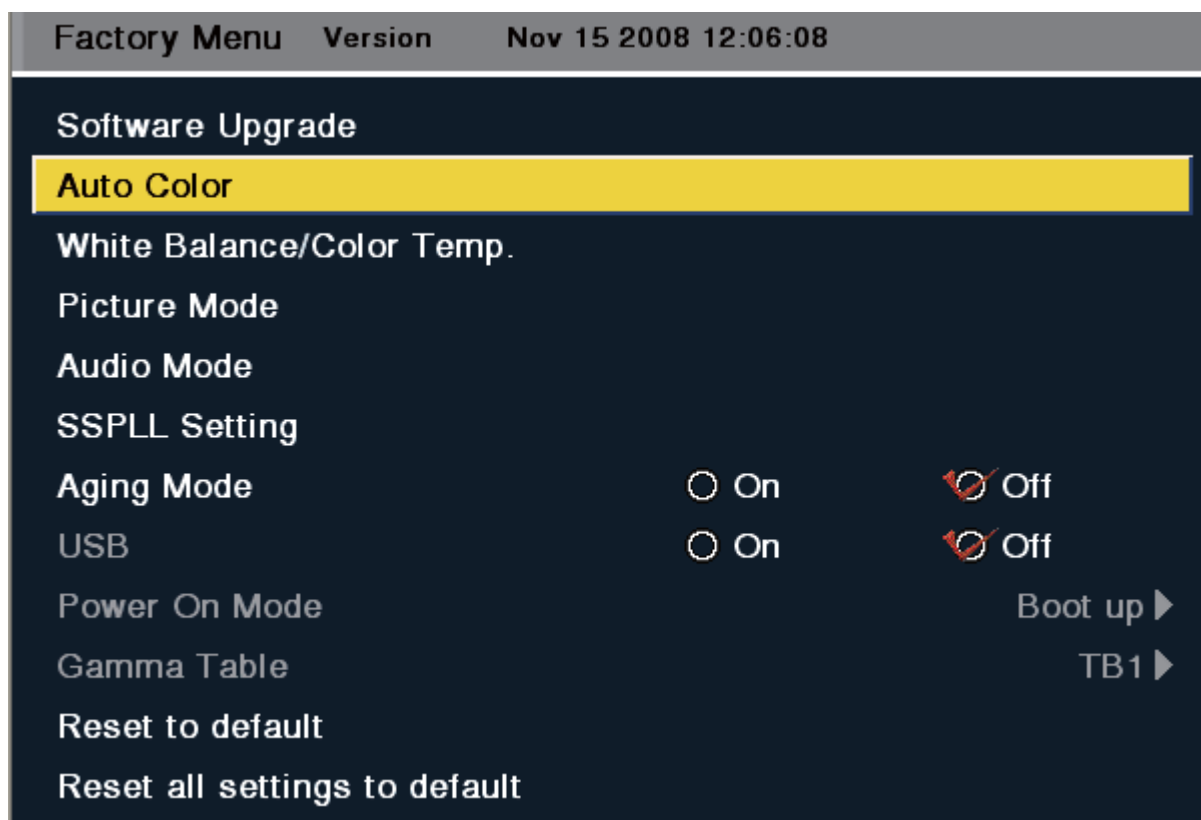 Factory Menu Version Nov 15 2008 12:06:08
Software Upgrade
Auto Color
White Balance/Color Temp.
Picture Mode
Audio Mode
SSPLL Setting
Aging Mode On Off
USB On Off
Power On Mode Boot up
Gamma Table TB1
Reset to default
Reset all settings to default